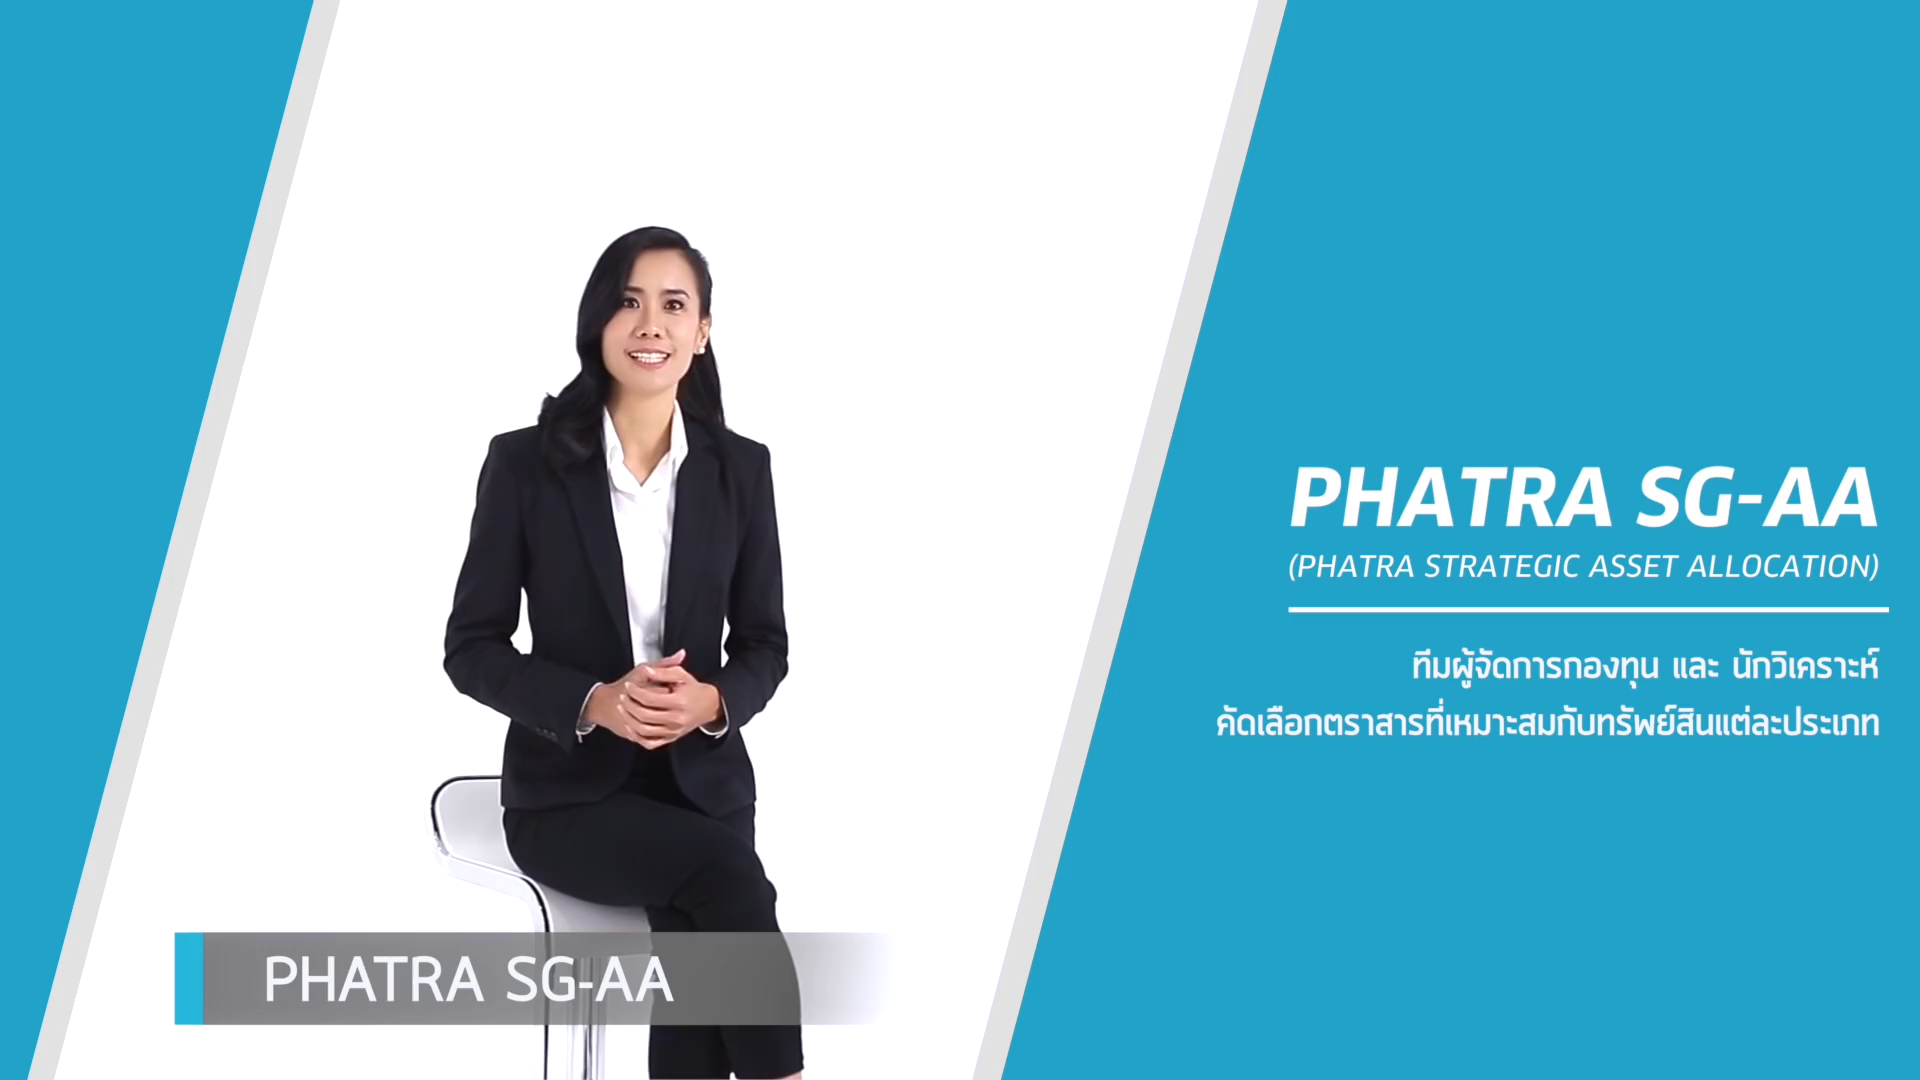 PHATRA SG-AA
(PHATRA STRATEGIC ASSET ALLOCATION)
ทีมผู้จัดการกองทุน และ นักวิเคราะห์
คัดเลือกตราสารที่เหมาะสมกับทรัพย์สินแต่ละประเภท
PHATRA SG-AA